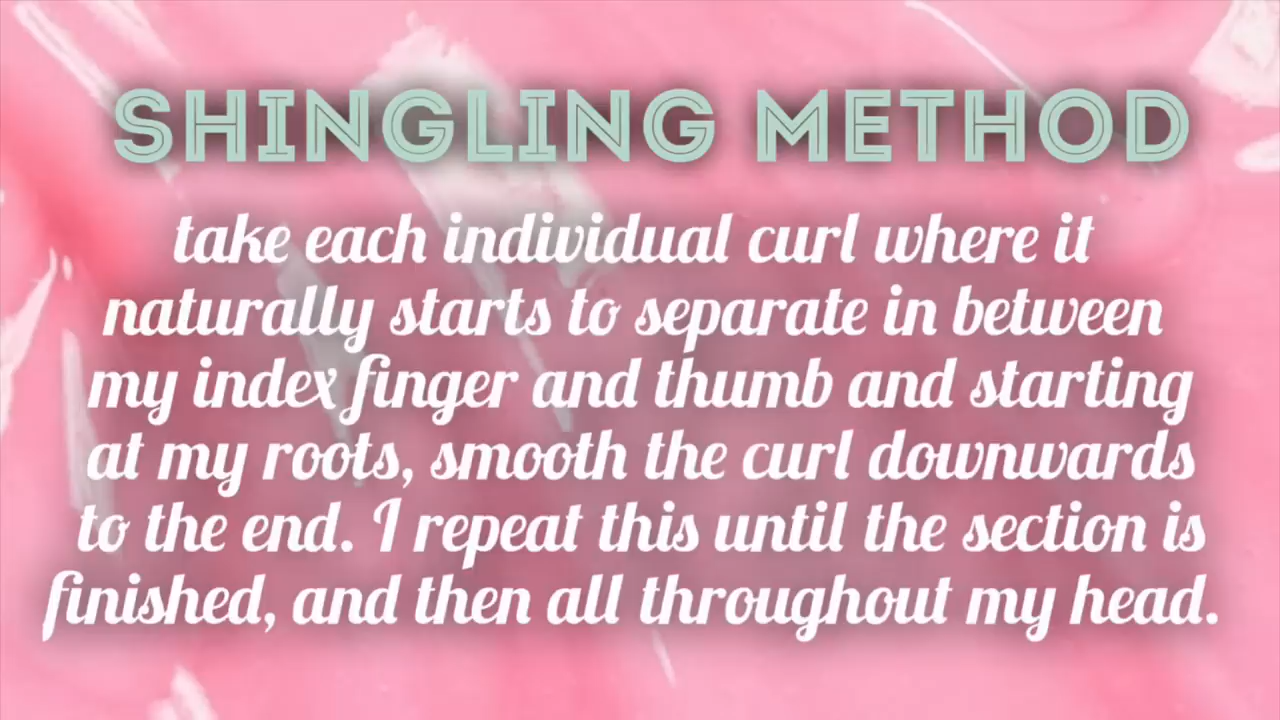 SHINGLING METHOD
take each individual curl where it
naturally starts to separate in between
my index finger and thumb and starting
at my roots, smooth the curl downwards
to the end. I repeat this until the section is
finished, and then all throughout my head.